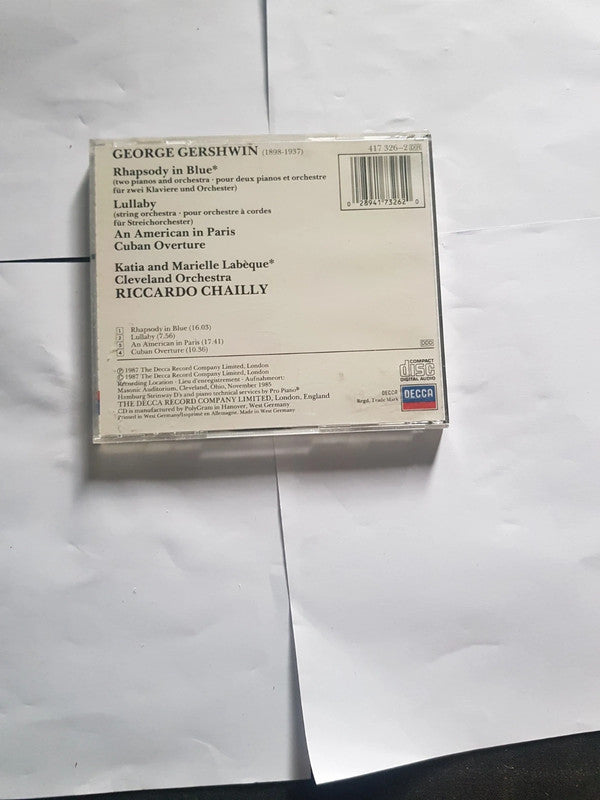 GEORGE GERSHWIN (1898-1937)
417 326-2 DH
Rhapsody in Blue*
(two pianos and orchestra · pour deux pianos et orchestre
für zwei Klaviere und Orchester)
Lullaby
(string orchestra · pour orchestre à cordes
für Streichorchester)
An American in Paris
Cuban Overture
0 28941 73262 0
Katia and Marielle Labèque*
Cleveland Orchestra
RICCARDO CHAILLY
1 Rhapsody in Blue (16.03)
2 Lullaby (7.56)
3 An American in Paris (17.41)
4 Cuban Overture (10.36)
DDD
℗ 1987 The Decca Record Company Limited, London
© 1987 The Decca Record Company Limited, London
Recording Location · Lieu d'enregistrement · Aufnahmeort:
Masonic Auditorium, Cleveland, Ohio, November 1985
Hamburg Steinway D's and piano technical services by Pro Piano*
THE DECCA RECORD COMPANY LIMITED, London, England
CD is manufactured by PolyGram in Hanover, West Germany
Printed in West Germany/Imprimé en Allemagne. Made in West Germany
COMPACT
disc
DIGITAL AUDIO
DECCA
Regd. Trade Mark
DECCA